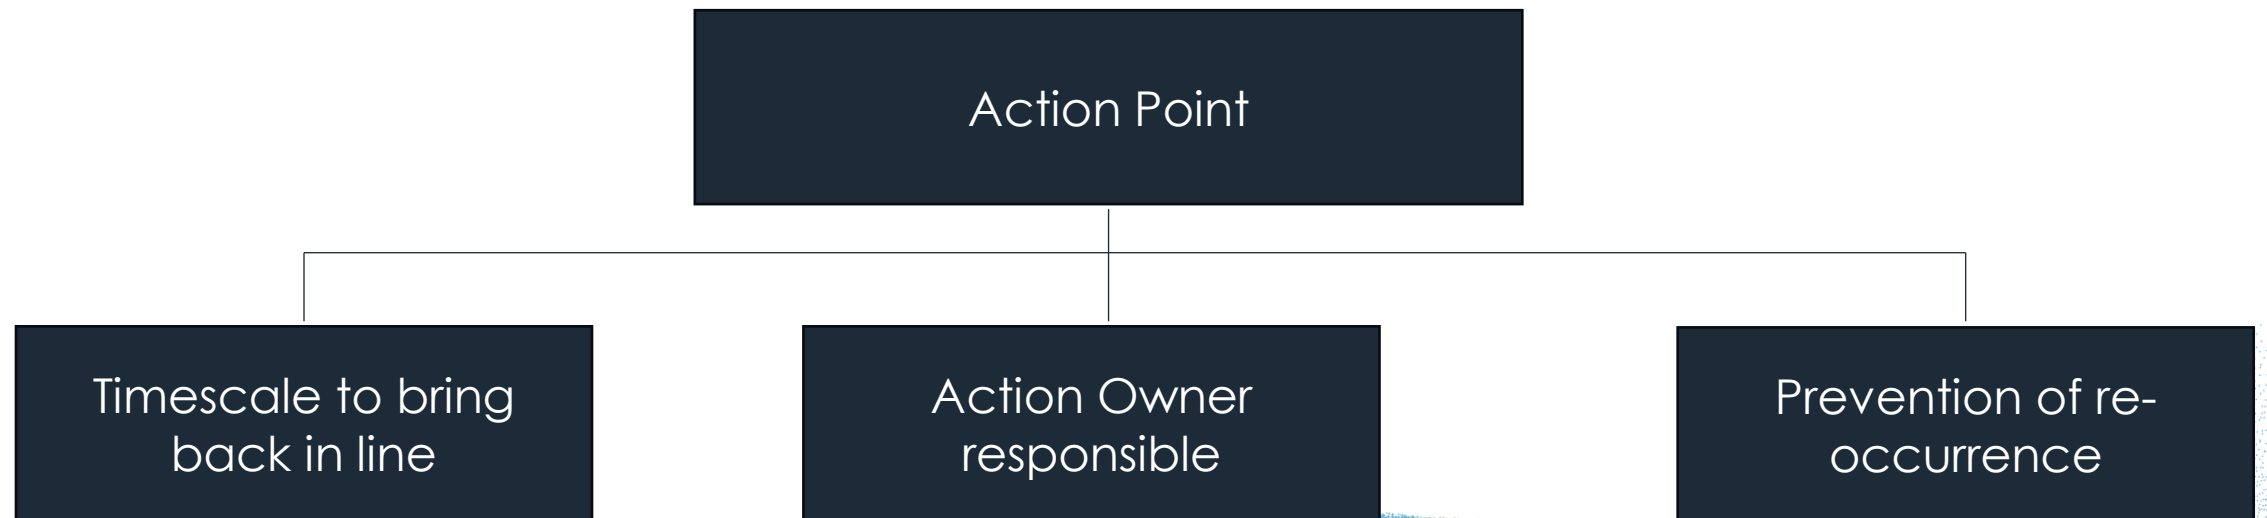 Action Point
Timescale to bring
back in line
Action Owner
responsible
Prevention of re-
occurrence